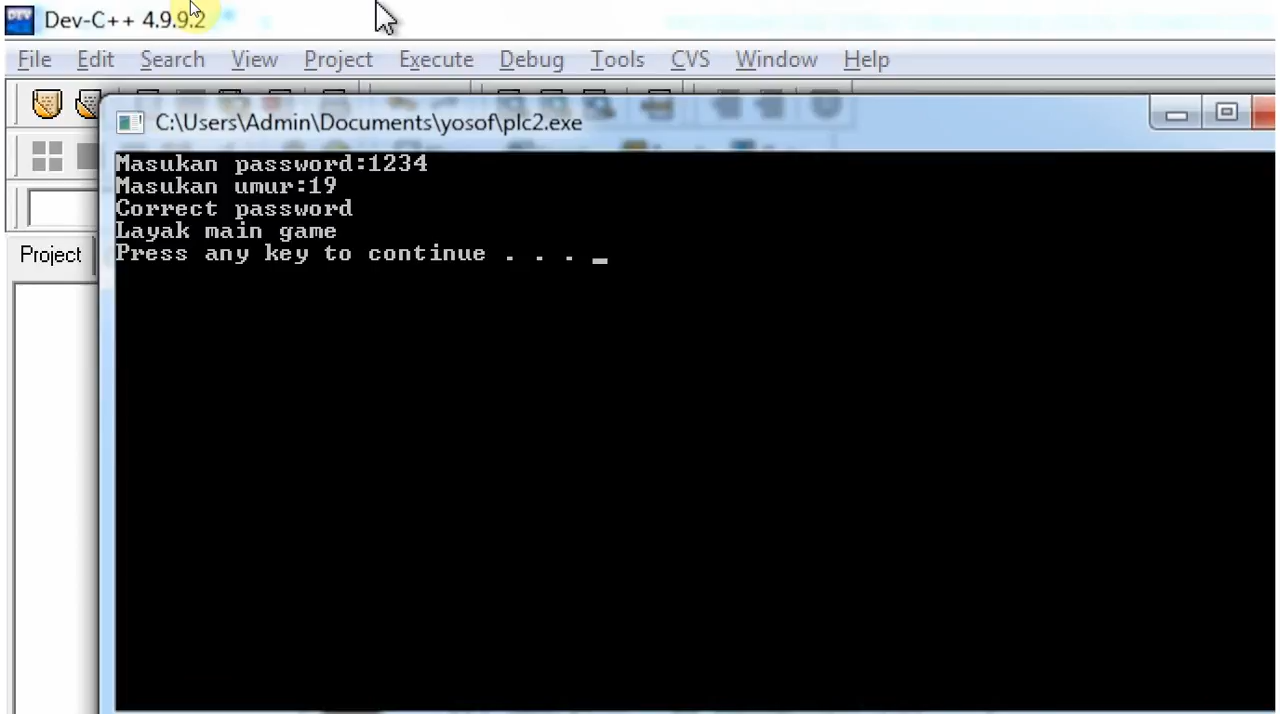 Dev-C++ 4.9.9.2
File Edit Search View Project Execute Debug Tools CVS Window Help
C:\Users\Admin\Documents\yosof\plc2.exe
Masukan password:1234
Masukan umur:19
Correct password
Layak main game
Press any key to continue . . . _
Project